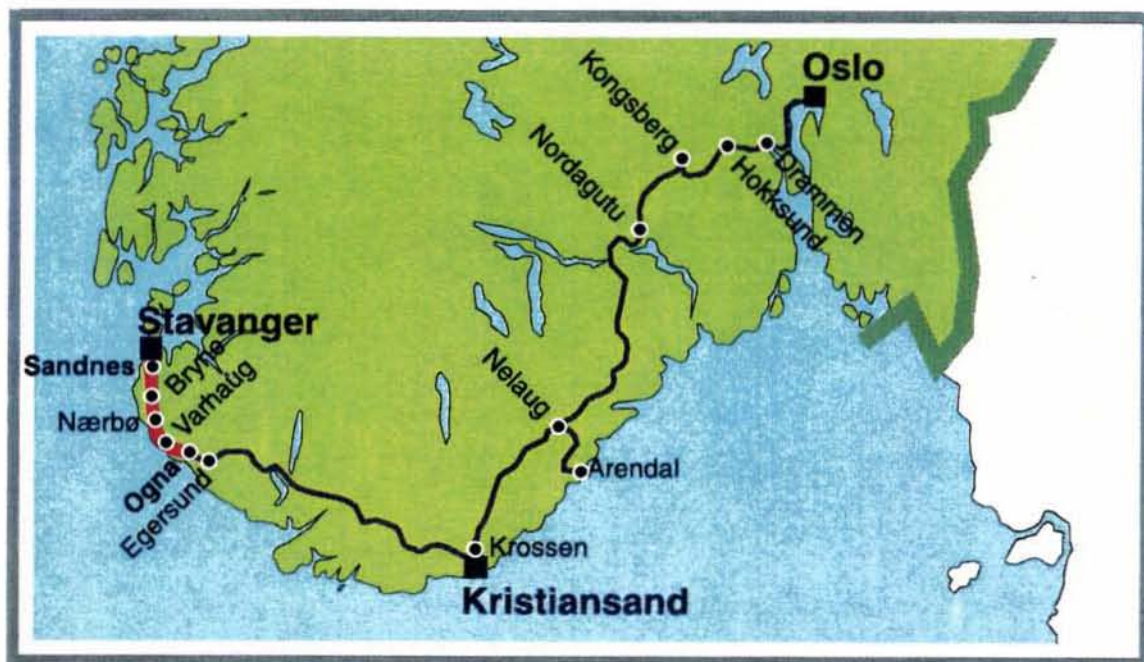 Oslo
Kongsberg
Drammen
Hokksund
Nordagutu
Stavanger
Sandnes
Bryne
Varhaug
Nærbø
Nelaug
Ogna
Egersund
Arendal
Krossen
Kristiansand